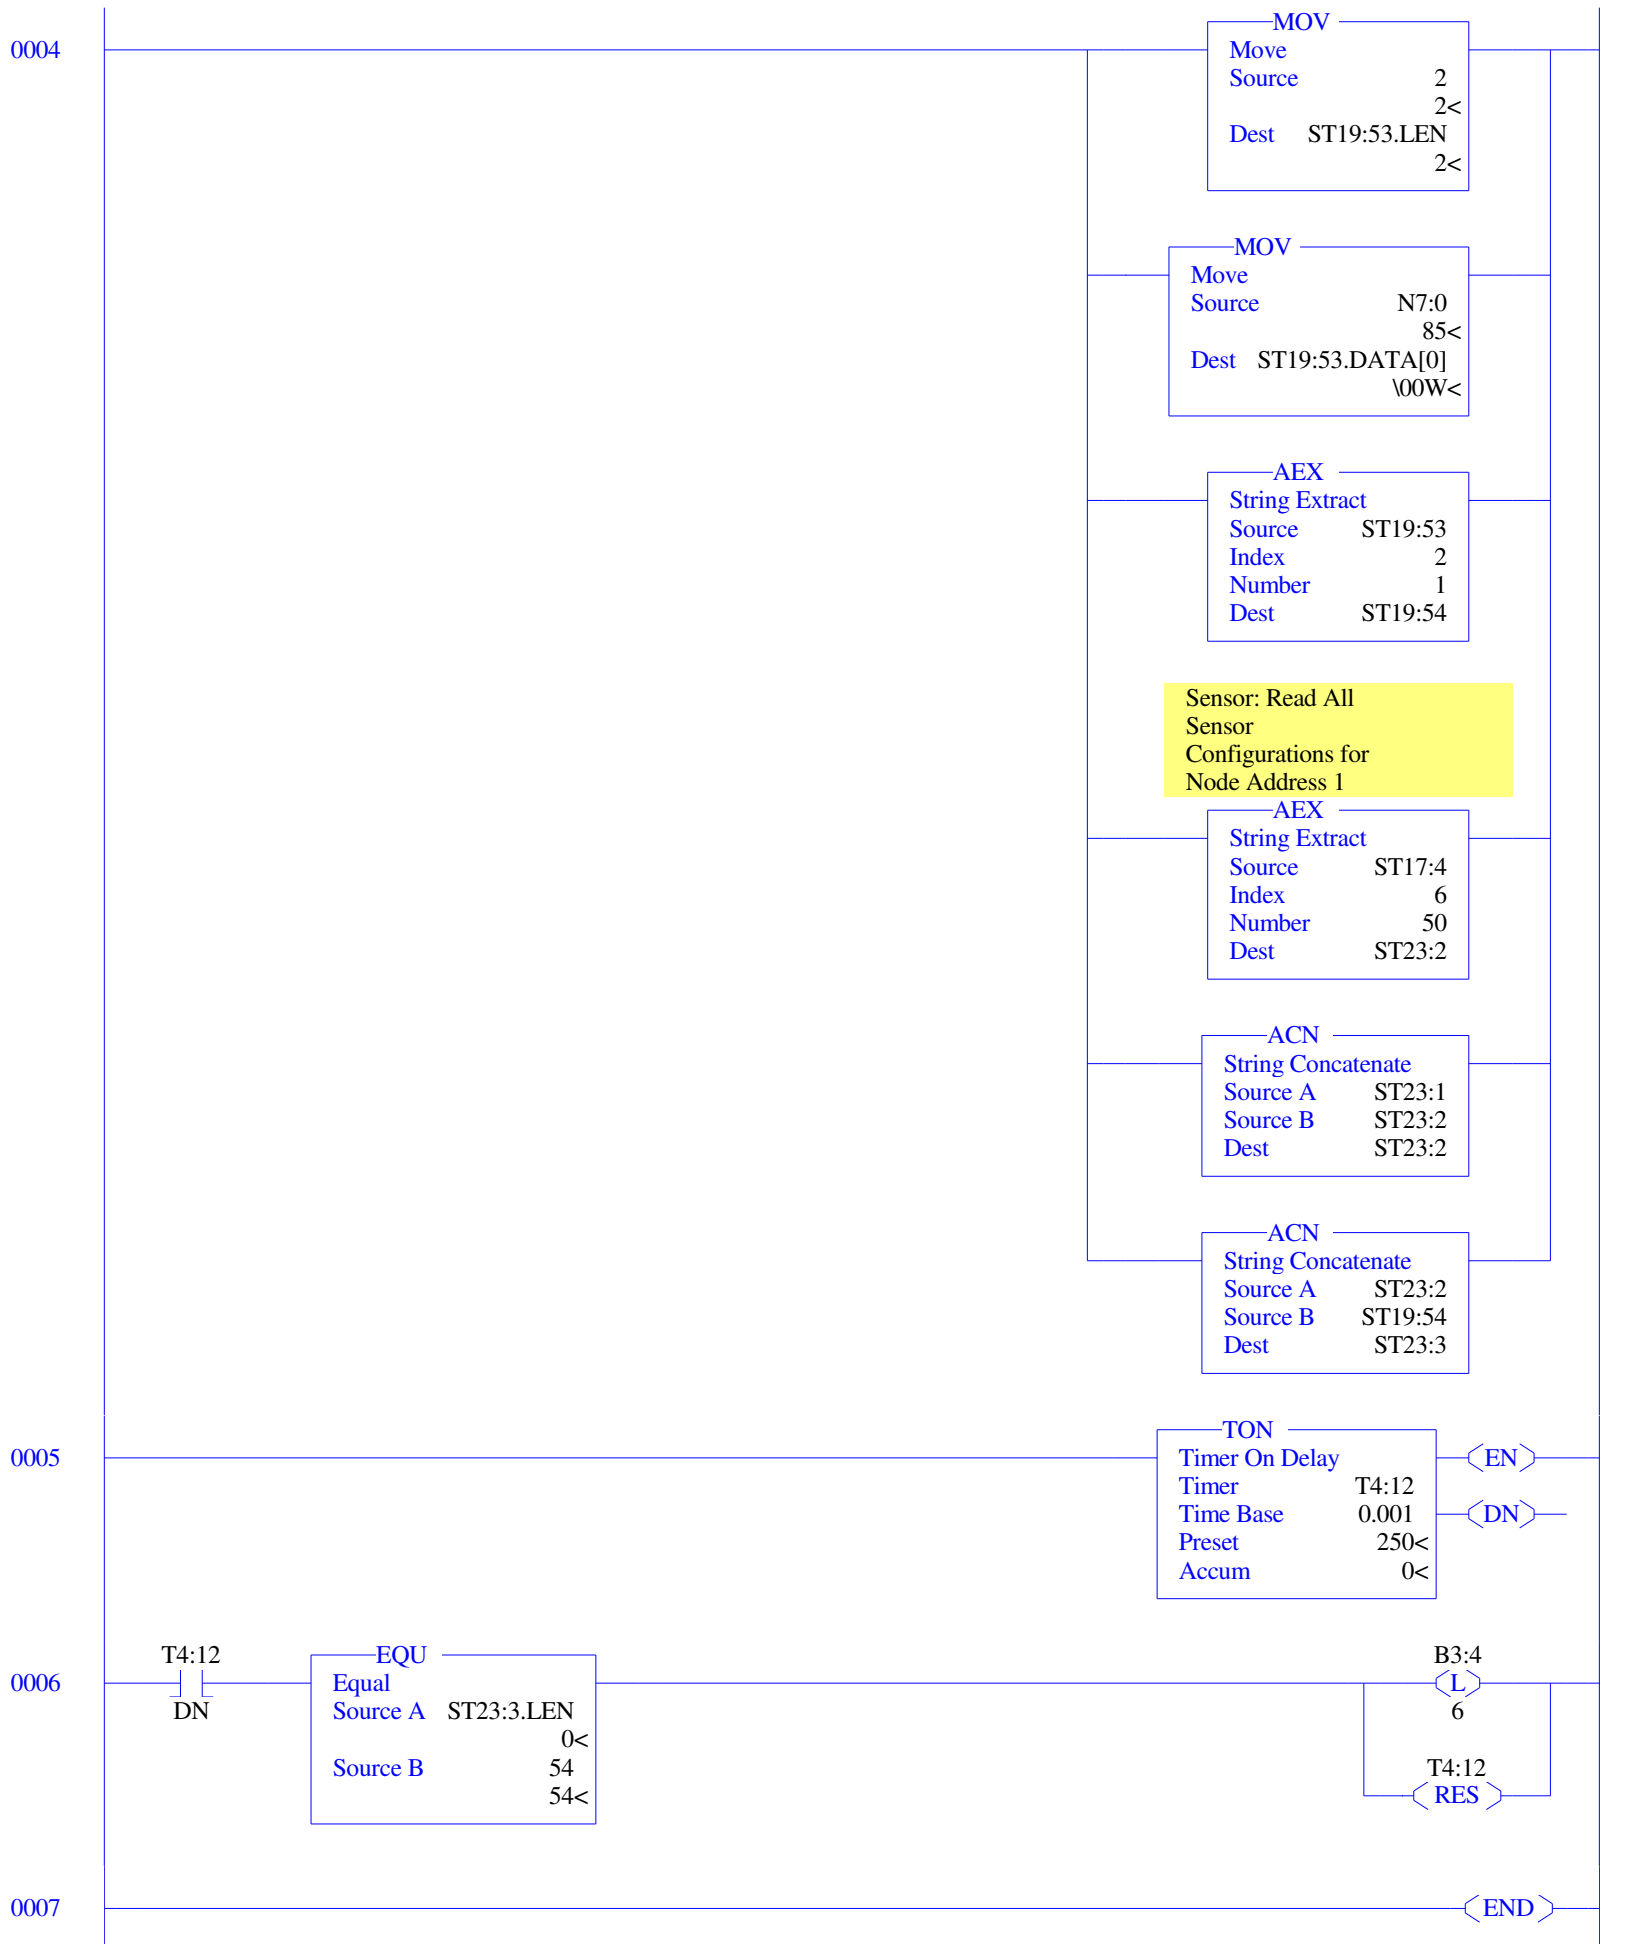 0004
MOV
Move
Source 2
2<
Dest ST19:53.LEN
2<
MOV
Move
Source N7:0
85<
Dest ST19:53.DATA[0]
\00W<
AEX
String Extract
Source ST19:53
Index 2
Number 1
Dest ST19:54
Sensor: Read All
Sensor
Configurations for
Node Address 1
AEX
String Extract
Source ST17:4
Index 6
Number 50
Dest ST23:2
ACN
String Concatenate
Source A ST23:1
Source B ST23:2
Dest ST23:2
ACN
String Concatenate
Source A ST23:2
Source B ST19:54
Dest ST23:3
0005
TON
Timer On Delay
Timer T4:12
Time Base 0.001
Preset 250<
Accum 0<
EN
DN
0006
T4:12
DN
EQU
Equal
Source A ST23:3.LEN
0<
Source B 54
54<
B3:4
L
6
T4:12
RES
0007
END